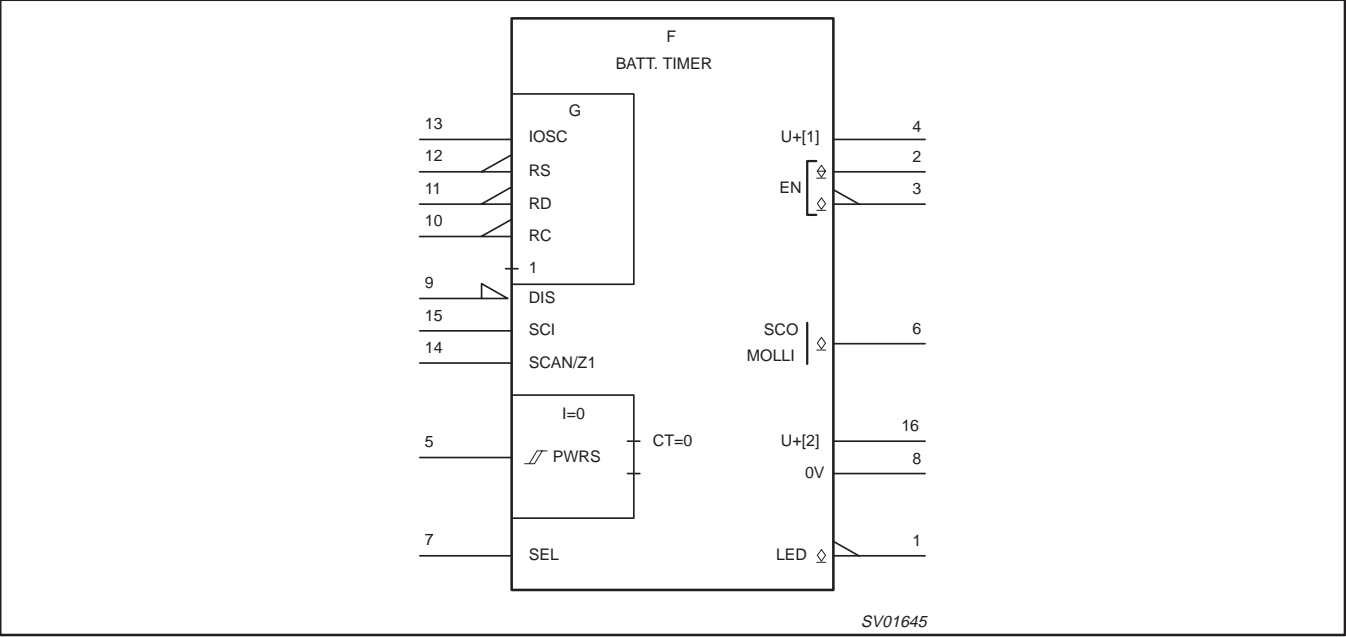 F
BATT. TIMER
G
13 IOSC U+[1] 4
12 RS 2
EN
11 RD 3
10 RC
1
9 DIS
15 SCI SCO 6
14 SCAN/Z1 MOLLI
I=0
5 PWRS CT=0 U+[2] 16
0V 8
7 SEL LED 1
SV01645